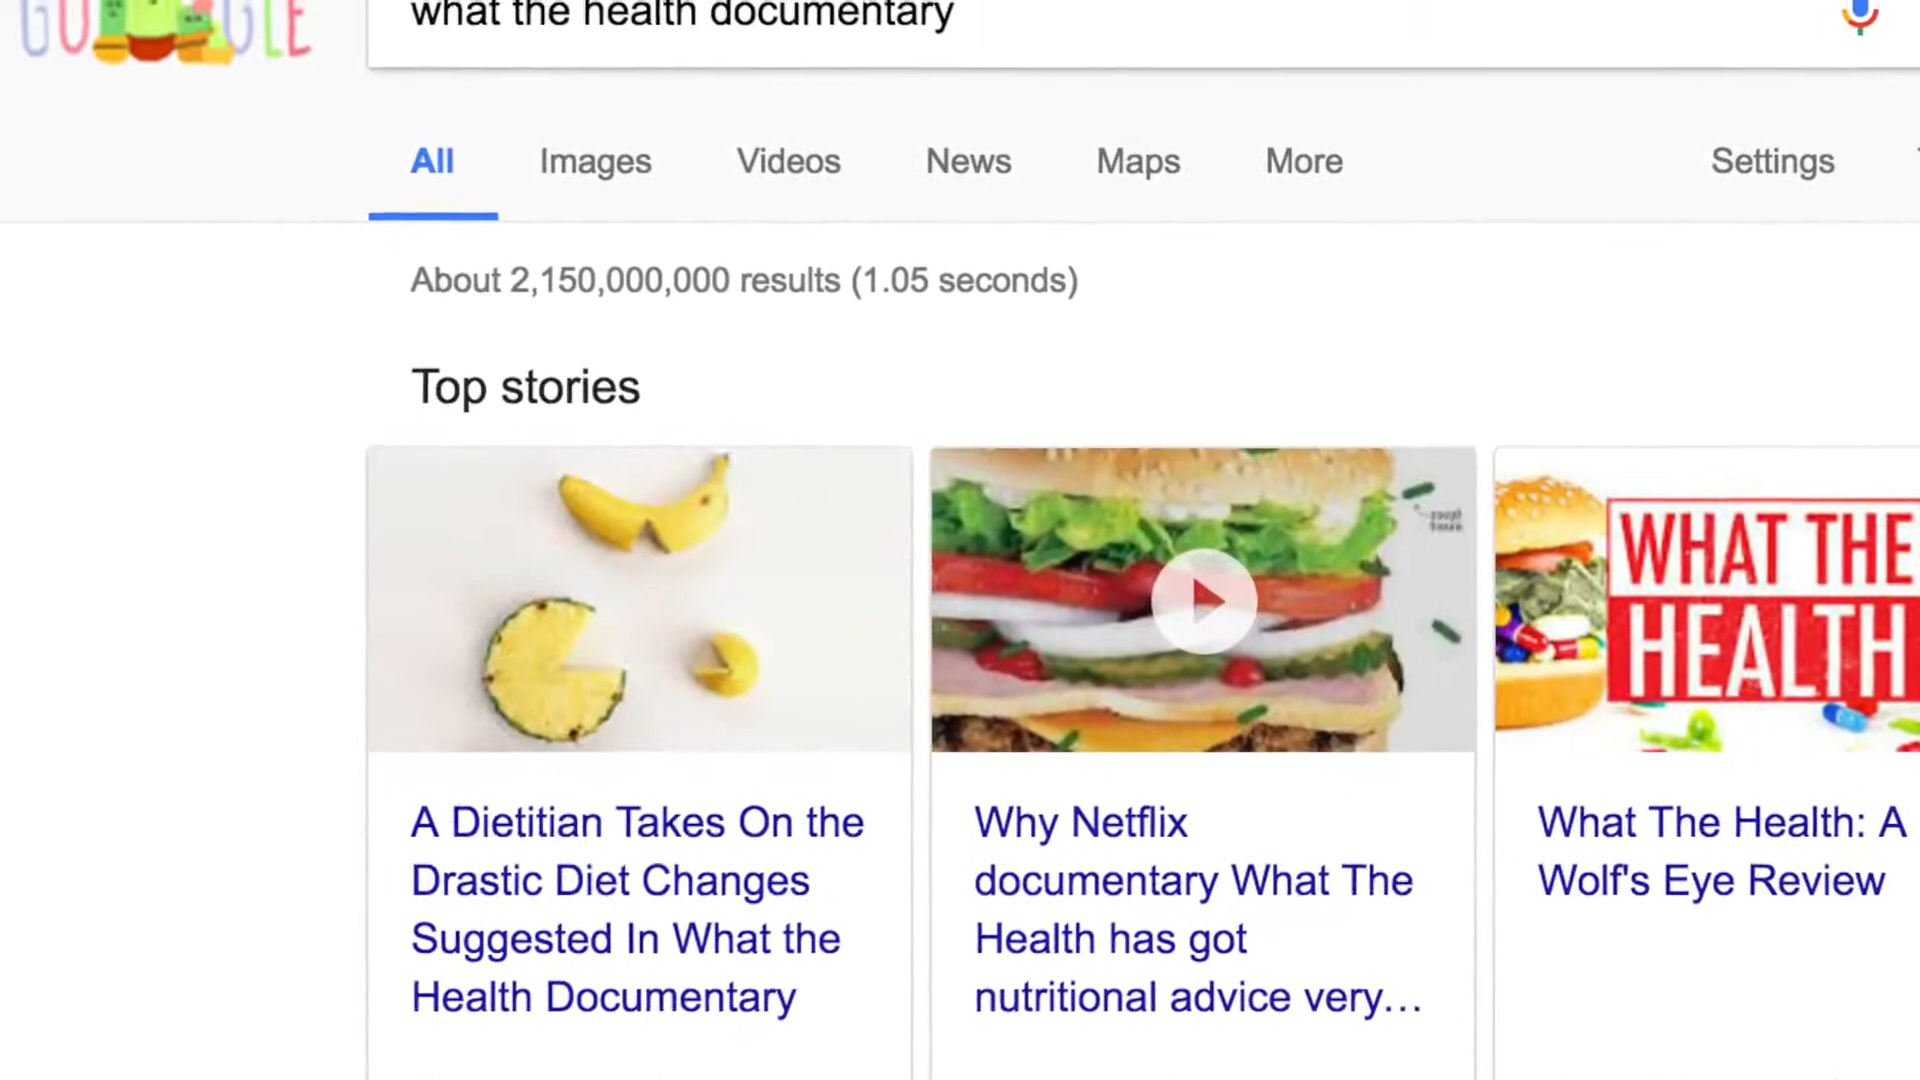 what the health documentary
All Images Videos News Maps More Settings
About 2,150,000,000 results (1.05 seconds)
Top stories
WHAT THE
HEALTH
A Dietitian Takes On the
Drastic Diet Changes
Suggested In What the
Health Documentary
Why Netflix
documentary What The
Health has got
nutritional advice very...
What The Health: A
Wolf's Eye Review